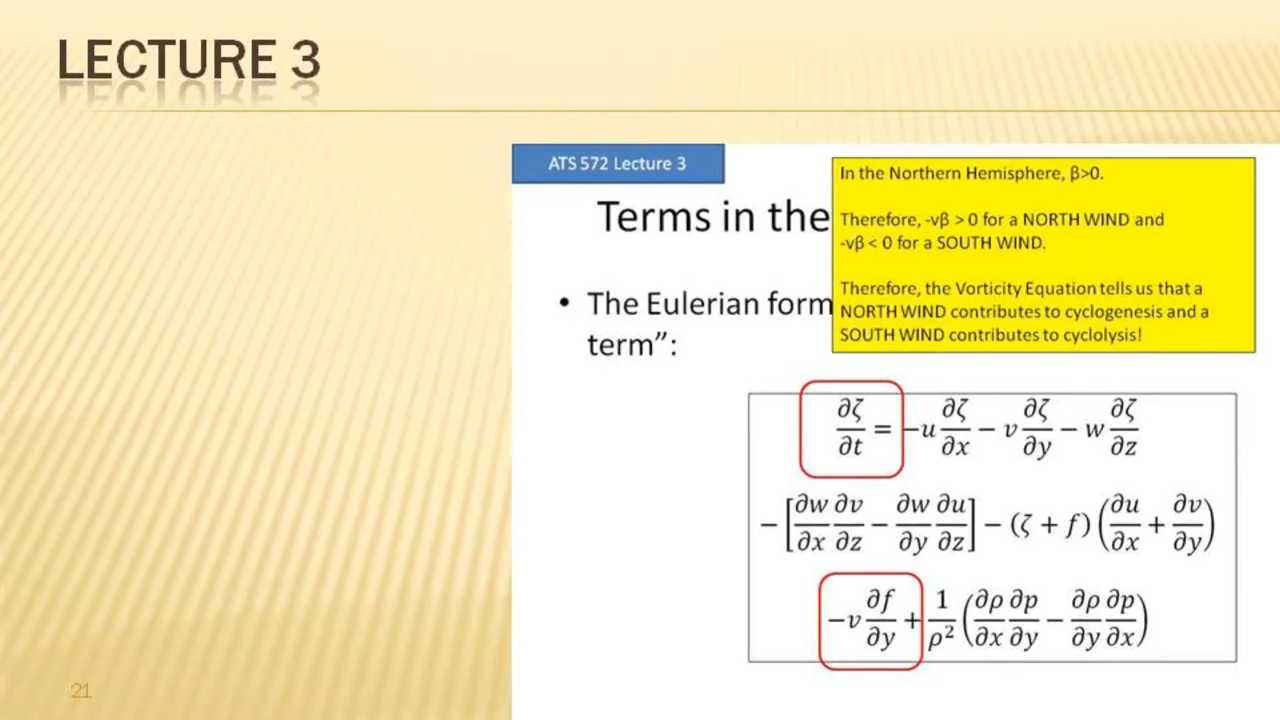 LECTURE 3
ATS 572 Lecture 3
Terms in the
In the Northern Hemisphere, β>0.
Therefore, -vβ > 0 for a NORTH WIND and
-vβ < 0 for a SOUTH WIND.
Therefore, the Vorticity Equation tells us that a
NORTH WIND contributes to cyclogenesis and a
SOUTH WIND contributes to cyclolysis!
• The Eulerian form
term”:
∂ζ/∂t = −u ∂ζ/∂x − v ∂ζ/∂y − w ∂ζ/∂z
− [∂w/∂x ∂v/∂z − ∂w/∂y ∂u/∂z] − (ζ + f) (∂u/∂x + ∂v/∂y)
−v ∂f/∂y + 1/ρ² (∂ρ/∂x ∂p/∂y − ∂ρ/∂y ∂p/∂x)
21